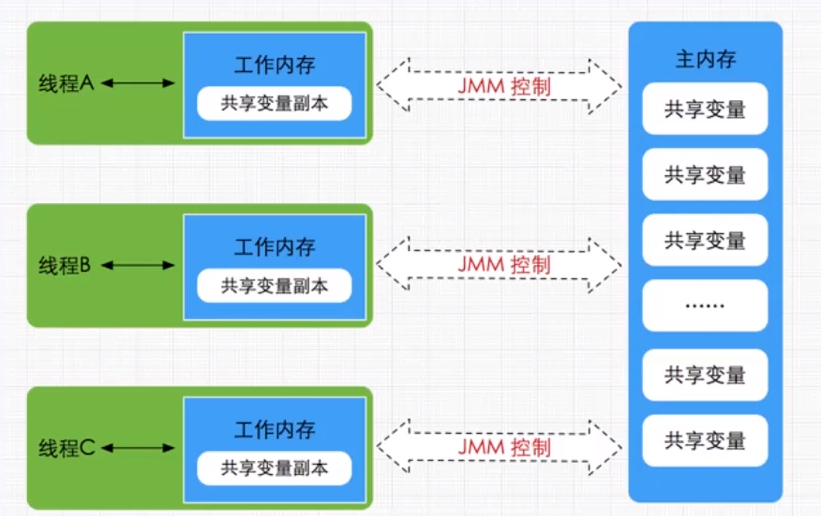 线程A
工作内存
共享变量副本
JMM 控制
线程B
工作内存
共享变量副本
JMM 控制
线程C
工作内存
共享变量副本
JMM 控制
主内存
共享变量
共享变量
共享变量
......
共享变量
共享变量